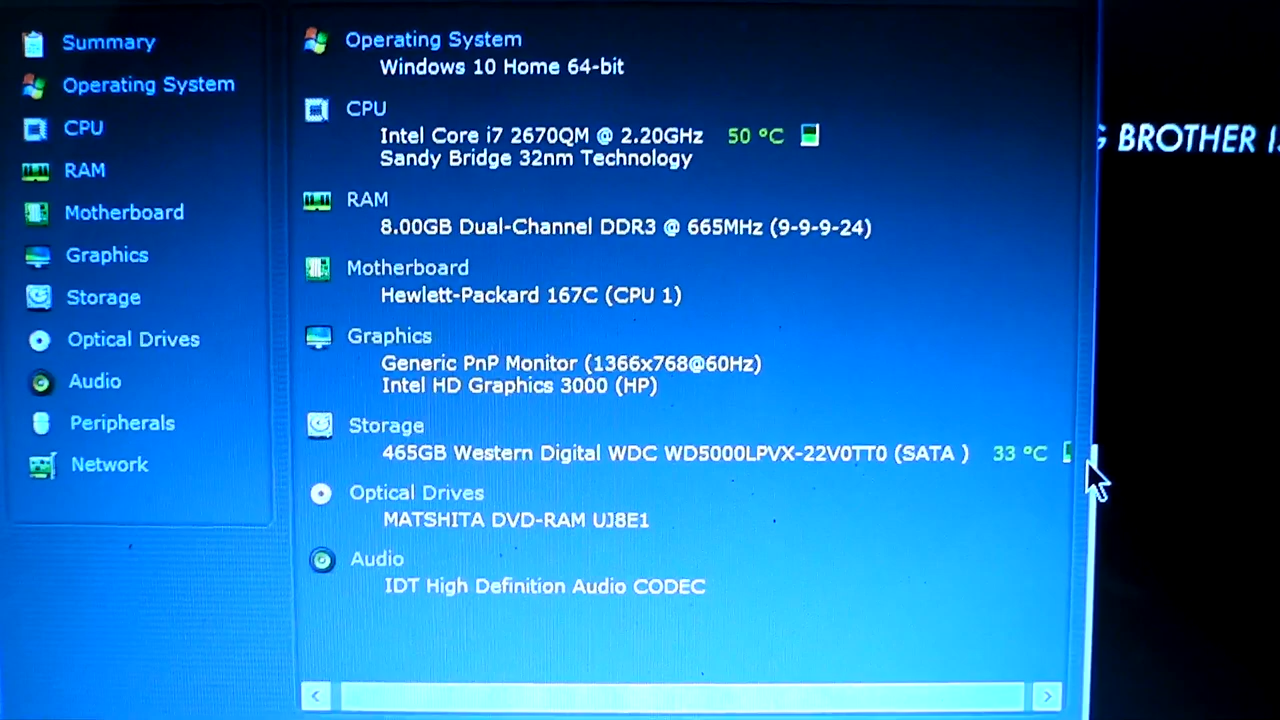 Summary
Operating System
CPU
RAM
Motherboard
Graphics
Storage
Optical Drives
Audio
Peripherals
Network
Operating System
Windows 10 Home 64-bit
CPU
Intel Core i7 2670QM @ 2.20GHz 50 °C
Sandy Bridge 32nm Technology
RAM
8.00GB Dual-Channel DDR3 @ 665MHz (9-9-9-24)
Motherboard
Hewlett-Packard 167C (CPU 1)
Graphics
Generic PnP Monitor (1366x768@60Hz)
Intel HD Graphics 3000 (HP)
Storage
465GB Western Digital WDC WD5000LPVX-22V0TT0 (SATA ) 33 °C
Optical Drives
MATSHITA DVD-RAM UJ8E1
Audio
IDT High Definition Audio CODEC
BROTHER